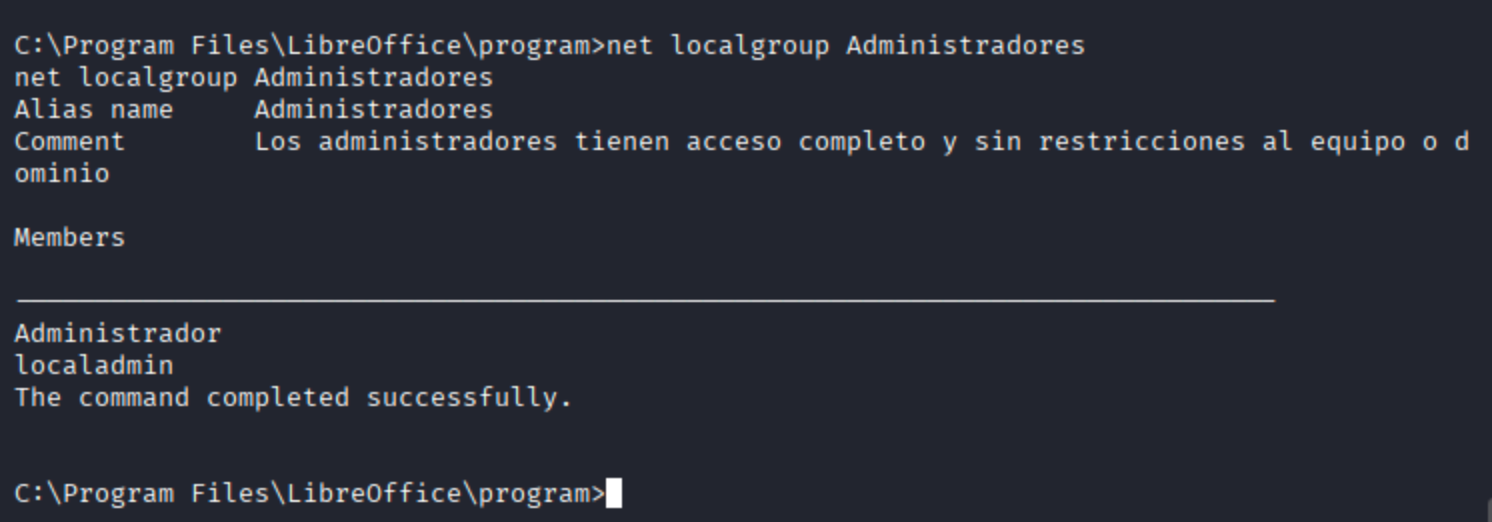 C:\Program Files\LibreOffice\program>net localgroup Administradores
net localgroup Administradores
Alias name     Administradores
Comment        Los administradores tienen acceso completo y sin restricciones al equipo o d
ominio
Members
Administrador
localadmin
The command completed successfully.
C:\Program Files\LibreOffice\program>